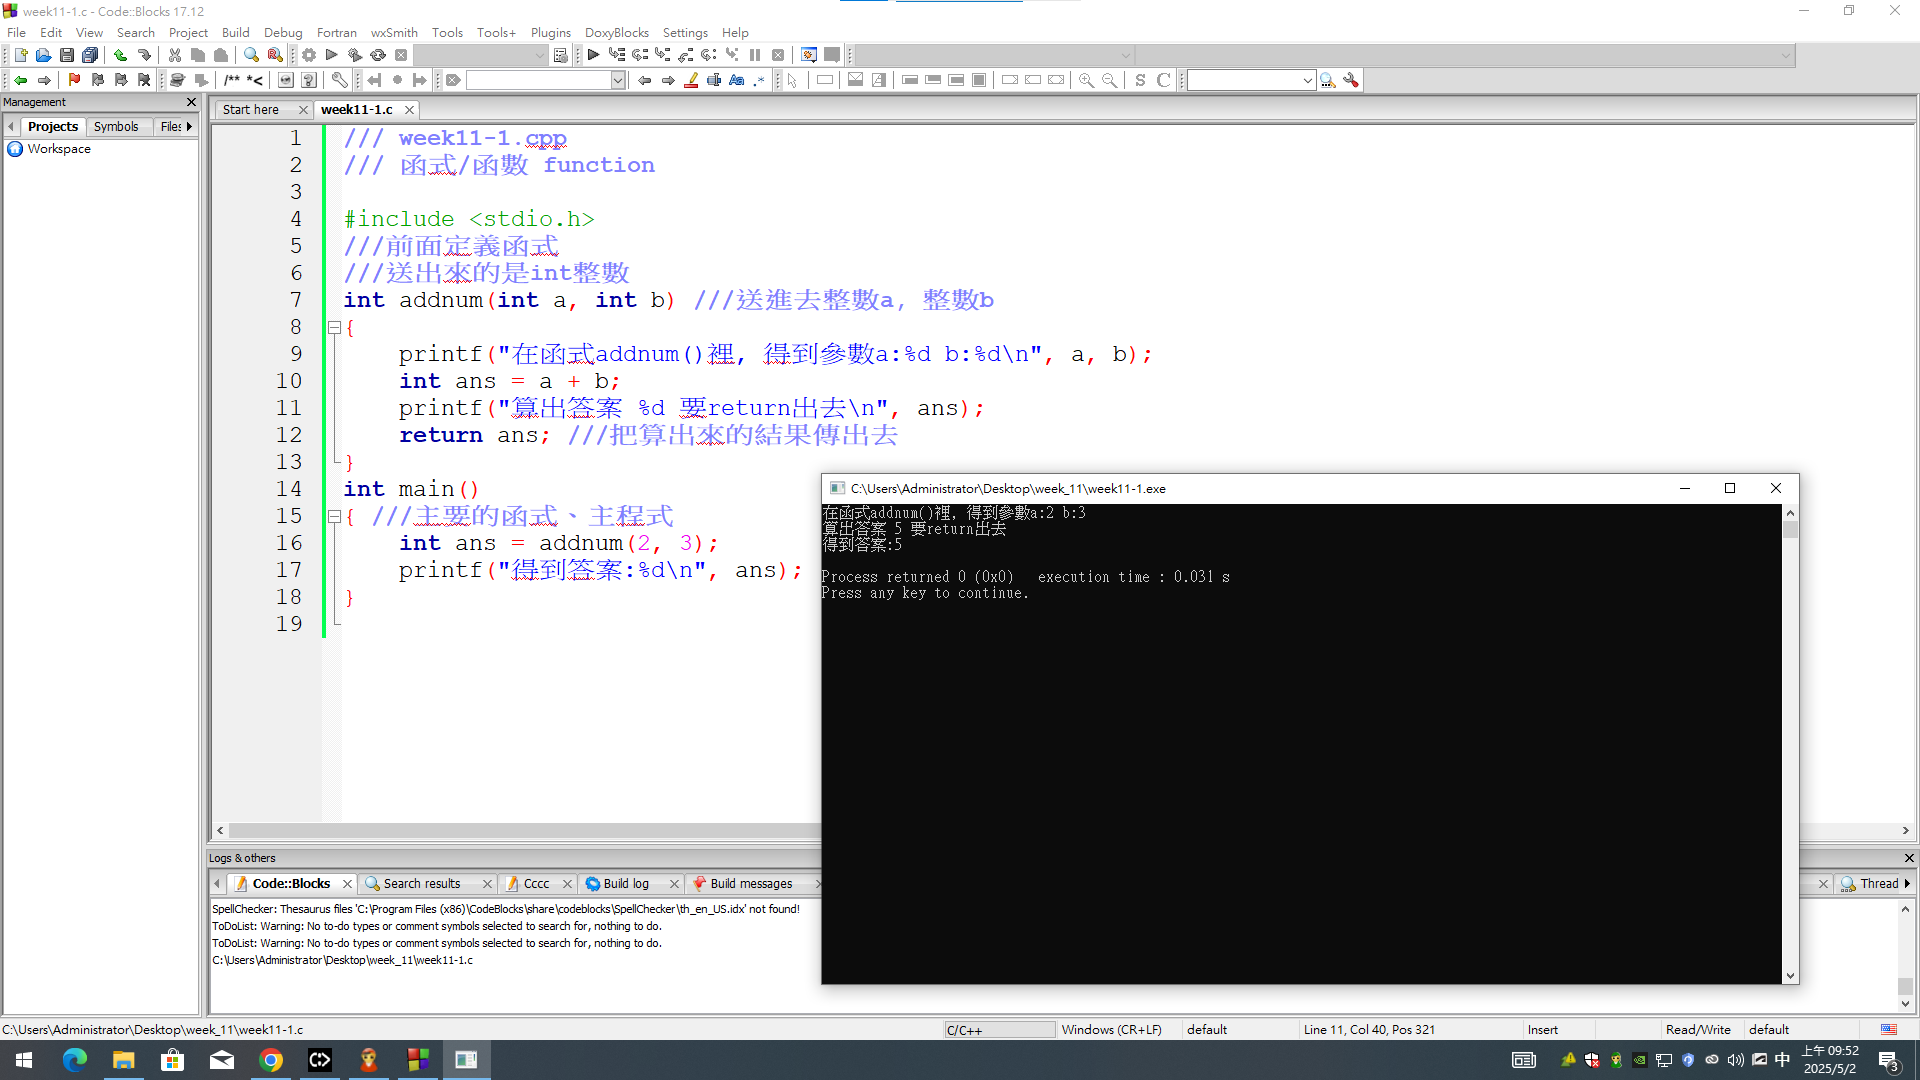 week11-1.c - Code::Blocks 17.12
File Edit View Search Project Build Debug Fortran wxSmith Tools Tools+ Plugins DoxyBlocks Settings Help
Management
Start here
week11-1.c
Projects Symbols Files
Workspace
1 /// week11-1.cpp
2 /// 函式/函數 function
3
4 #include <stdio.h>
5 ///前面定義函式
6 ///送出來的是int整數
7 int addnum(int a, int b) ///送進去整數a, 整數b
8 {
9 printf("在函式addnum()裡, 得到參數a:%d b:%d\n", a, b);
10 int ans = a + b;
11 printf("算出答案 %d 要return出去\n", ans);
12 return ans; ///把算出來的結果傳出去
13 }
14 int main()
15 { ///主要的函式、主程式
16 int ans = addnum(2, 3);
17 printf("得到答案:%d\n", ans);
18 }
19
C:\Users\Administrator\Desktop\week_11\week11-1.exe
在函式addnum()裡, 得到參數a:2 b:3
算出答案 5 要return出去
得到答案:5
Process returned 0 (0x0)   execution time : 0.031 s
Press any key to continue.
Logs & others
Code::Blocks Search results Cccc Build log Build messages Thread
SpellChecker: Thesaurus files 'C:\Program Files (x86)\CodeBlocks\share\codeblocks\SpellChecker\th_en_US.idx' not found!
ToDoList: Warning: No to-do types or comment symbols selected to search for, nothing to do.
ToDoList: Warning: No to-do types or comment symbols selected to search for, nothing to do.
C:\Users\Administrator\Desktop\week_11\week11-1.c
C:\Users\Administrator\Desktop\week_11\week11-1.c C/C++ Windows (CR+LF) default Line 11, Col 40, Pos 321 Insert Read/Write default
中 上午 09:52
2025/5/2
3